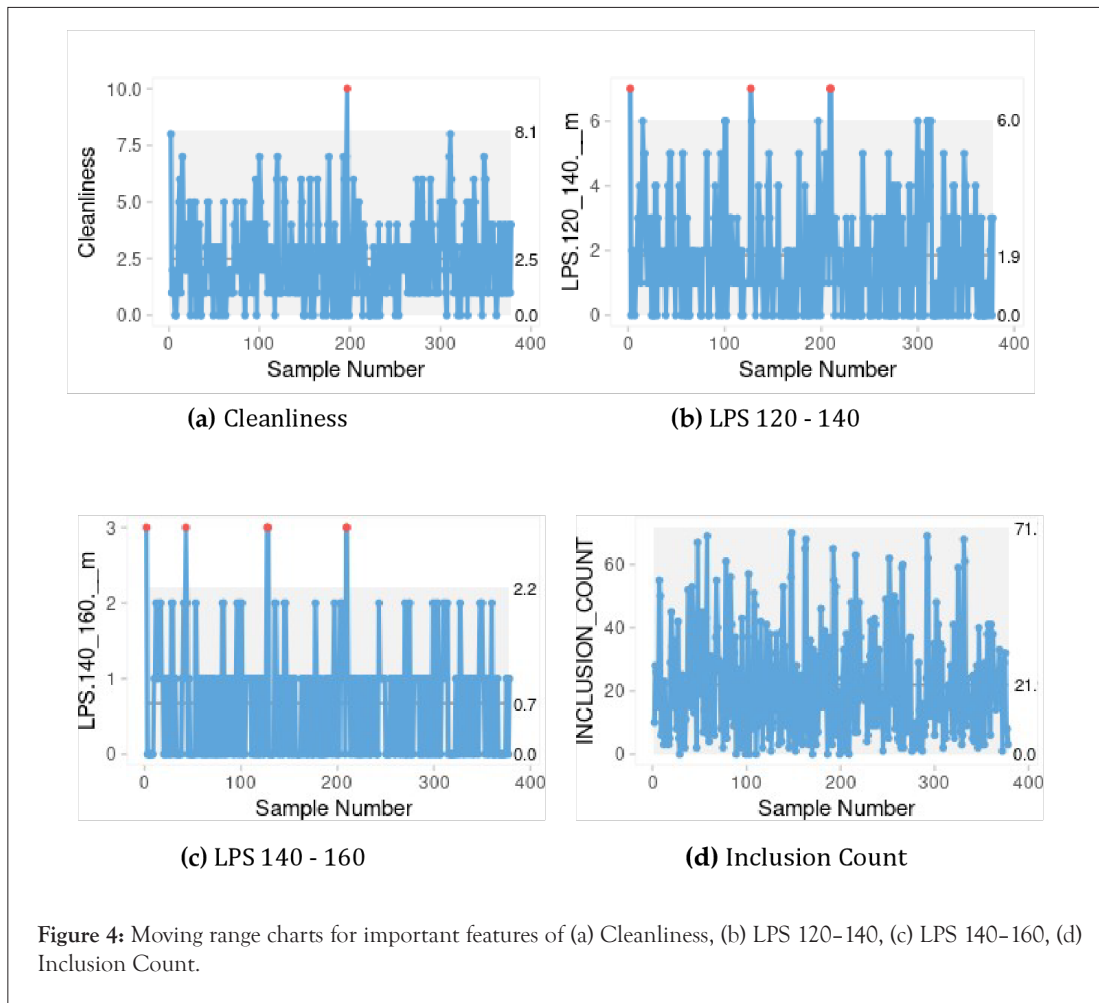 10.0
7.5
5.0
2.5
0.0
Cleanliness
8.1
2.5
0.0
0 100 200 300 400
Sample Number
(a) Cleanliness
6
4
2
0
LPS.120_140.__m
6.0
1.9
0.0
0 100 200 300 400
Sample Number
(b) LPS 120 - 140
3
2
1
0
LPS.140_160.__m
2.2
0.7
0.0
0 100 200 300 400
Sample Number
(c) LPS 140 - 160
60
40
20
0
INCLUSION_COUNT
71.
21.
0.0
0 100 200 300 400
Sample Number
(d) Inclusion Count
Figure 4: Moving range charts for important features of (a) Cleanliness, (b) LPS 120–140, (c) LPS 140–160, (d)
Inclusion Count.